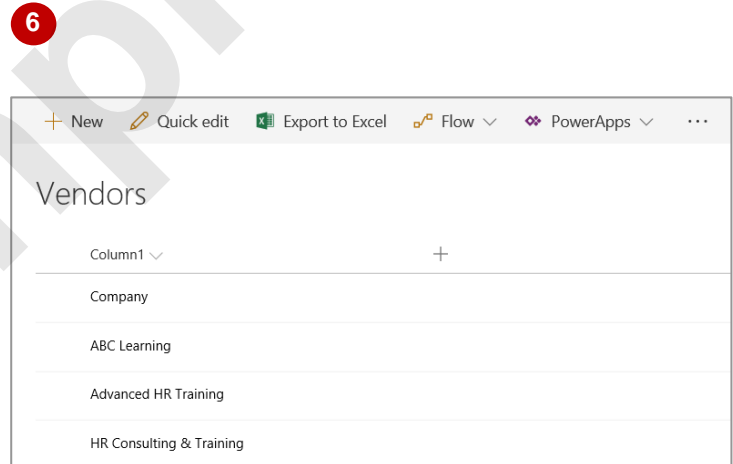 6
New Quick edit Export to Excel Flow PowerApps ...
Vendors
Column1
Company
ABC Learning
Advanced HR Training
HR Consulting & Training